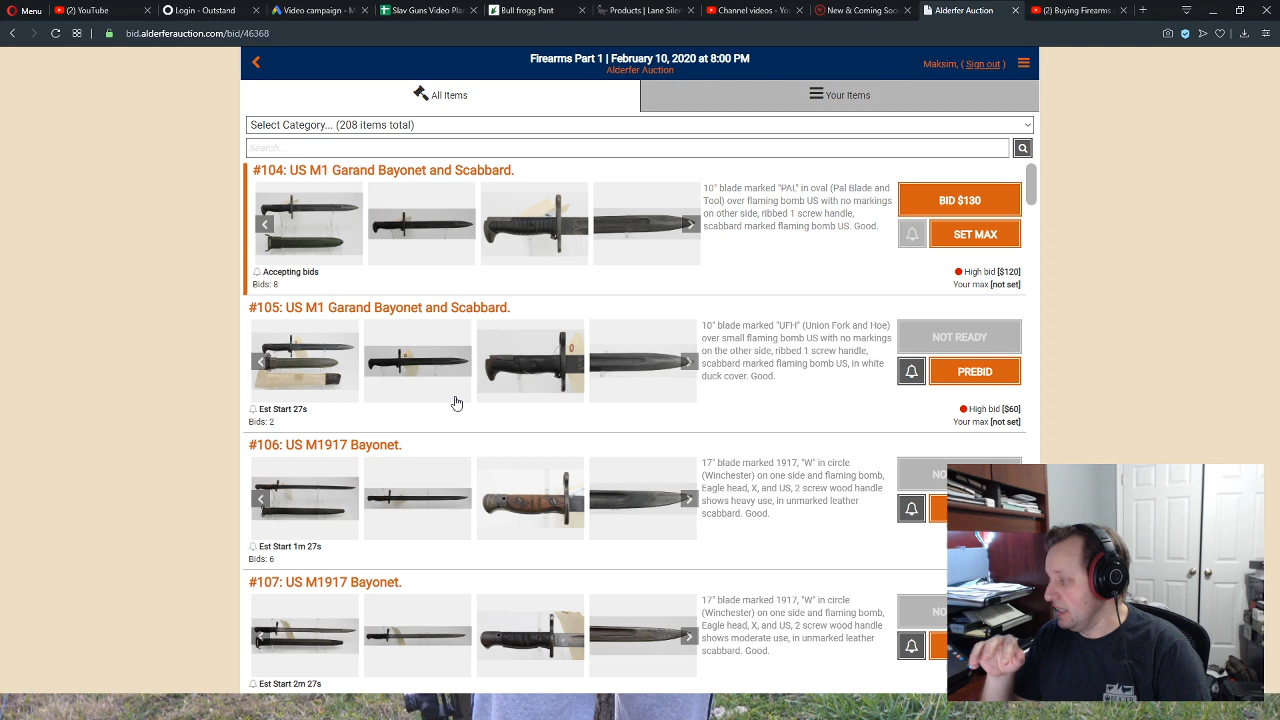 Menu
(2) YouTube
Login - Outstand
Video campaign - M
Slav Guns Video Plan
Bull frogg Pant
Products | Lane Silen
Channel videos - Yo
New & Coming Soo
Alderfer Auction
(2) Buying Firearms
bid.alderferauction.com/bid/46368
Firearms Part 1 | February 10, 2020 at 8:00 PM
Alderfer Auction
Maksim, ( Sign out )
All Items
Your Items
Select Category... (208 items total)
Search...
#104: US M1 Garand Bayonet and Scabbard.
10" blade marked "PAL" in oval (Pal Blade and
Tool) over flaming bomb US with no markings
on other side, ribbed 1 screw handle,
scabbard marked flaming bomb US. Good.
BID $130
SET MAX
Accepting bids
Bids: 8
High bid [$120]
Your max [not set]
#105: US M1 Garand Bayonet and Scabbard.
10" blade marked "UFH" (Union Fork and Hoe)
over small flaming bomb US with no markings
on the other side, ribbed 1 screw handle,
scabbard marked flaming bomb US, in white
duck cover. Good.
NOT READY
PREBID
Est Start 27s
Bids: 2
High bid [$60]
Your max [not set]
#106: US M1917 Bayonet.
17" blade marked 1917, "W" in circle
(Winchester) on one side and flaming bomb,
Eagle head, X, and US, 2 screw wood handle
shows heavy use, in unmarked leather
scabbard. Good.
NO
Est Start 1m 27s
Bids: 6
#107: US M1917 Bayonet.
17" blade marked 1917, "W" in circle
(Winchester) on one side and flaming bomb,
Eagle head, X, and US, 2 screw wood handle
shows moderate use, in unmarked leather
scabbard. Good.
NO
Est Start 2m 27s